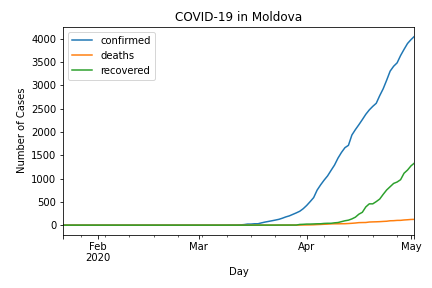 COVID-19 in Moldova
confirmed
deaths
recovered
Number of Cases
4000
3500
3000
2500
2000
1500
1000
500
0
Feb
2020
Mar
Apr
May
Day